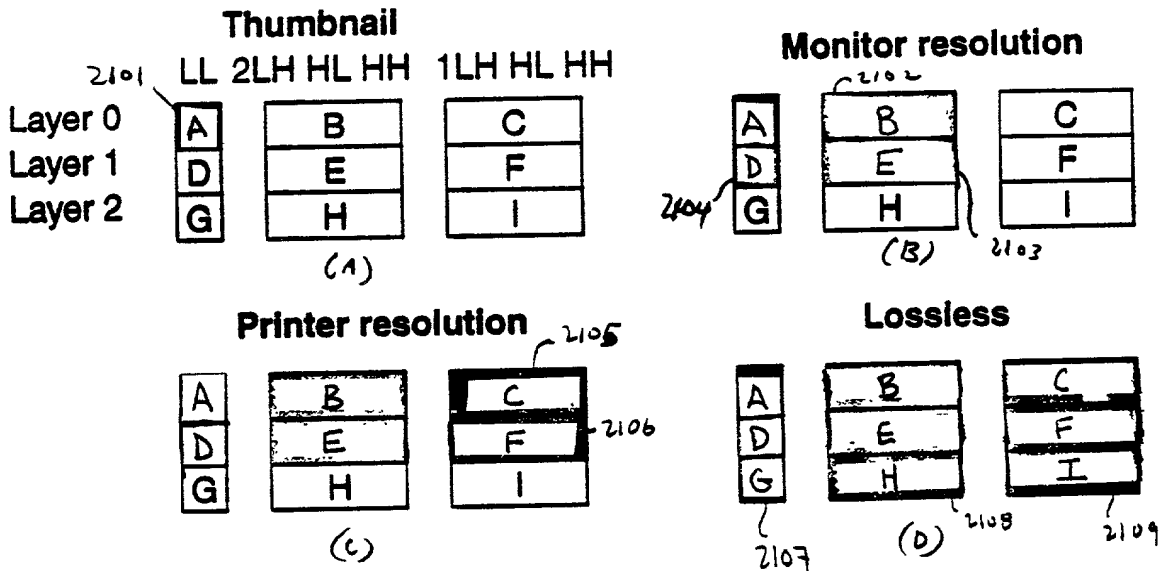 Thumbnail
2101 LL 2LH HL HH 1LH HL HH
Layer 0 A B C
Layer 1 D E F
Layer 2 G H I
(A)
Monitor resolution
2102
A B C
D E F
2104 G H I
(B) 2103
Printer resolution
2105
A B C
D E F 2106
G H I
(C)
Lossless
A B C
D E F
G H I
2107 (D) 2108 2109